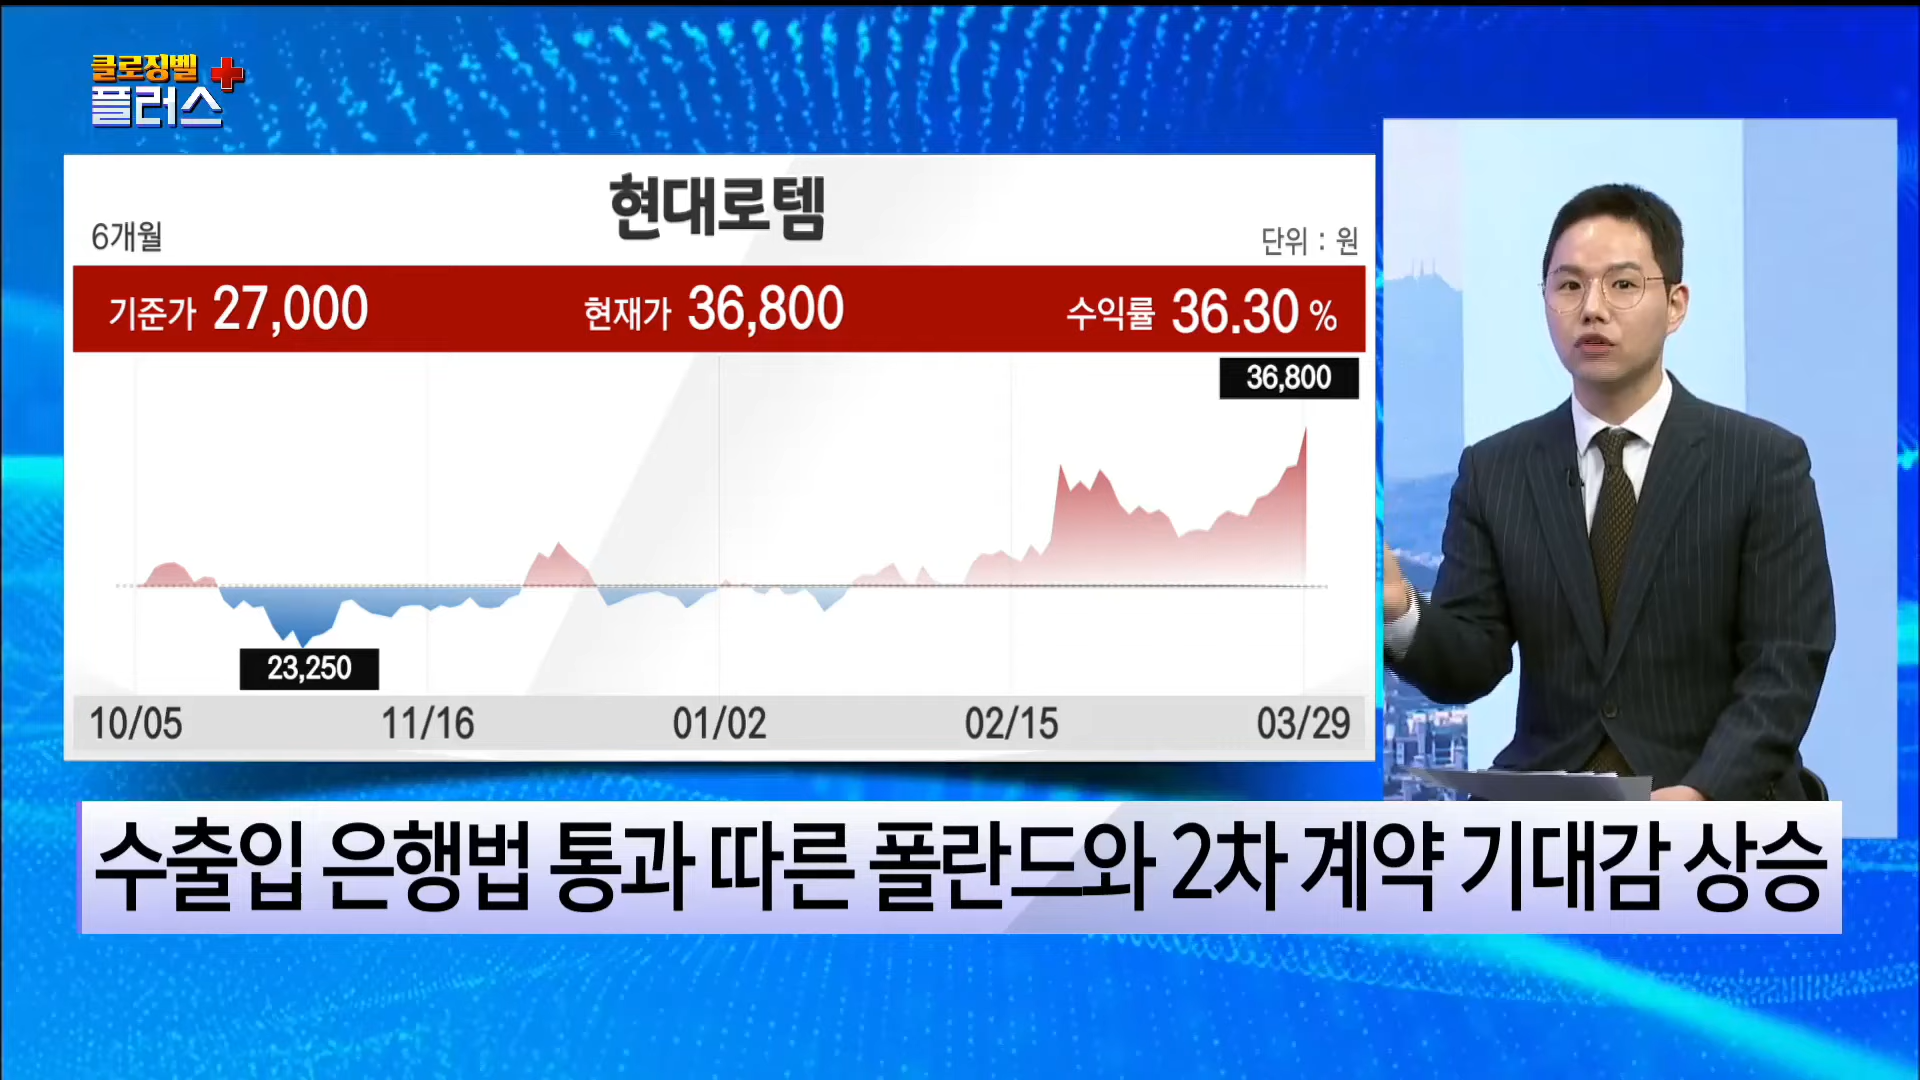 클로징벨
플러스
현대로템
6개월
단위 : 원
기준가 27,000 현재가 36,800 수익률 36.30 %
36,800
23,250
10/05 11/16 01/02 02/15 03/29
수출입 은행법 통과 따른 폴란드와 2차 계약 기대감 상승